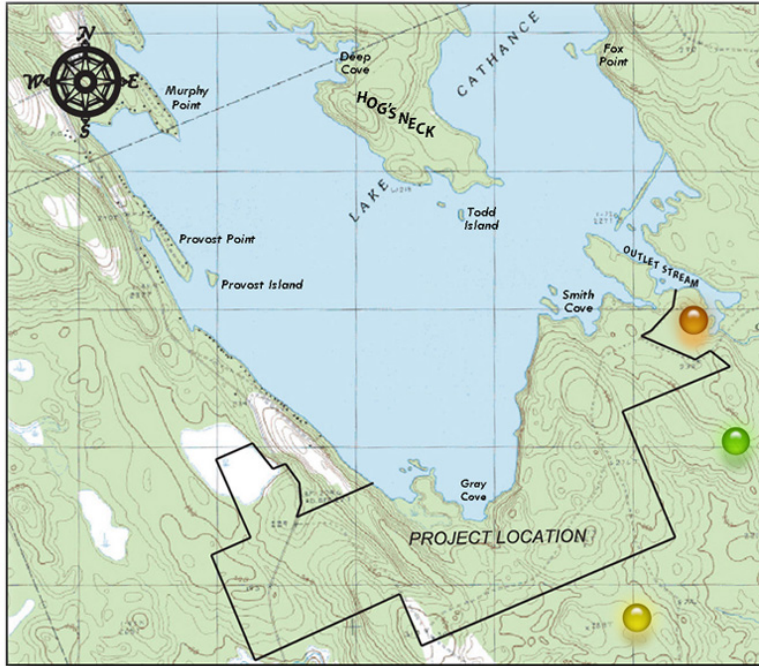 N
W
E
S
Murphy
Point
Deep
Cove
HOG'S NECK
CATHANCE
Fox
Point
LAKE
Todd
Island
Provost Point
Provost Island
OUTLET STREAM
Smith
Cove
Gray
Cove
PROJECT LOCATION